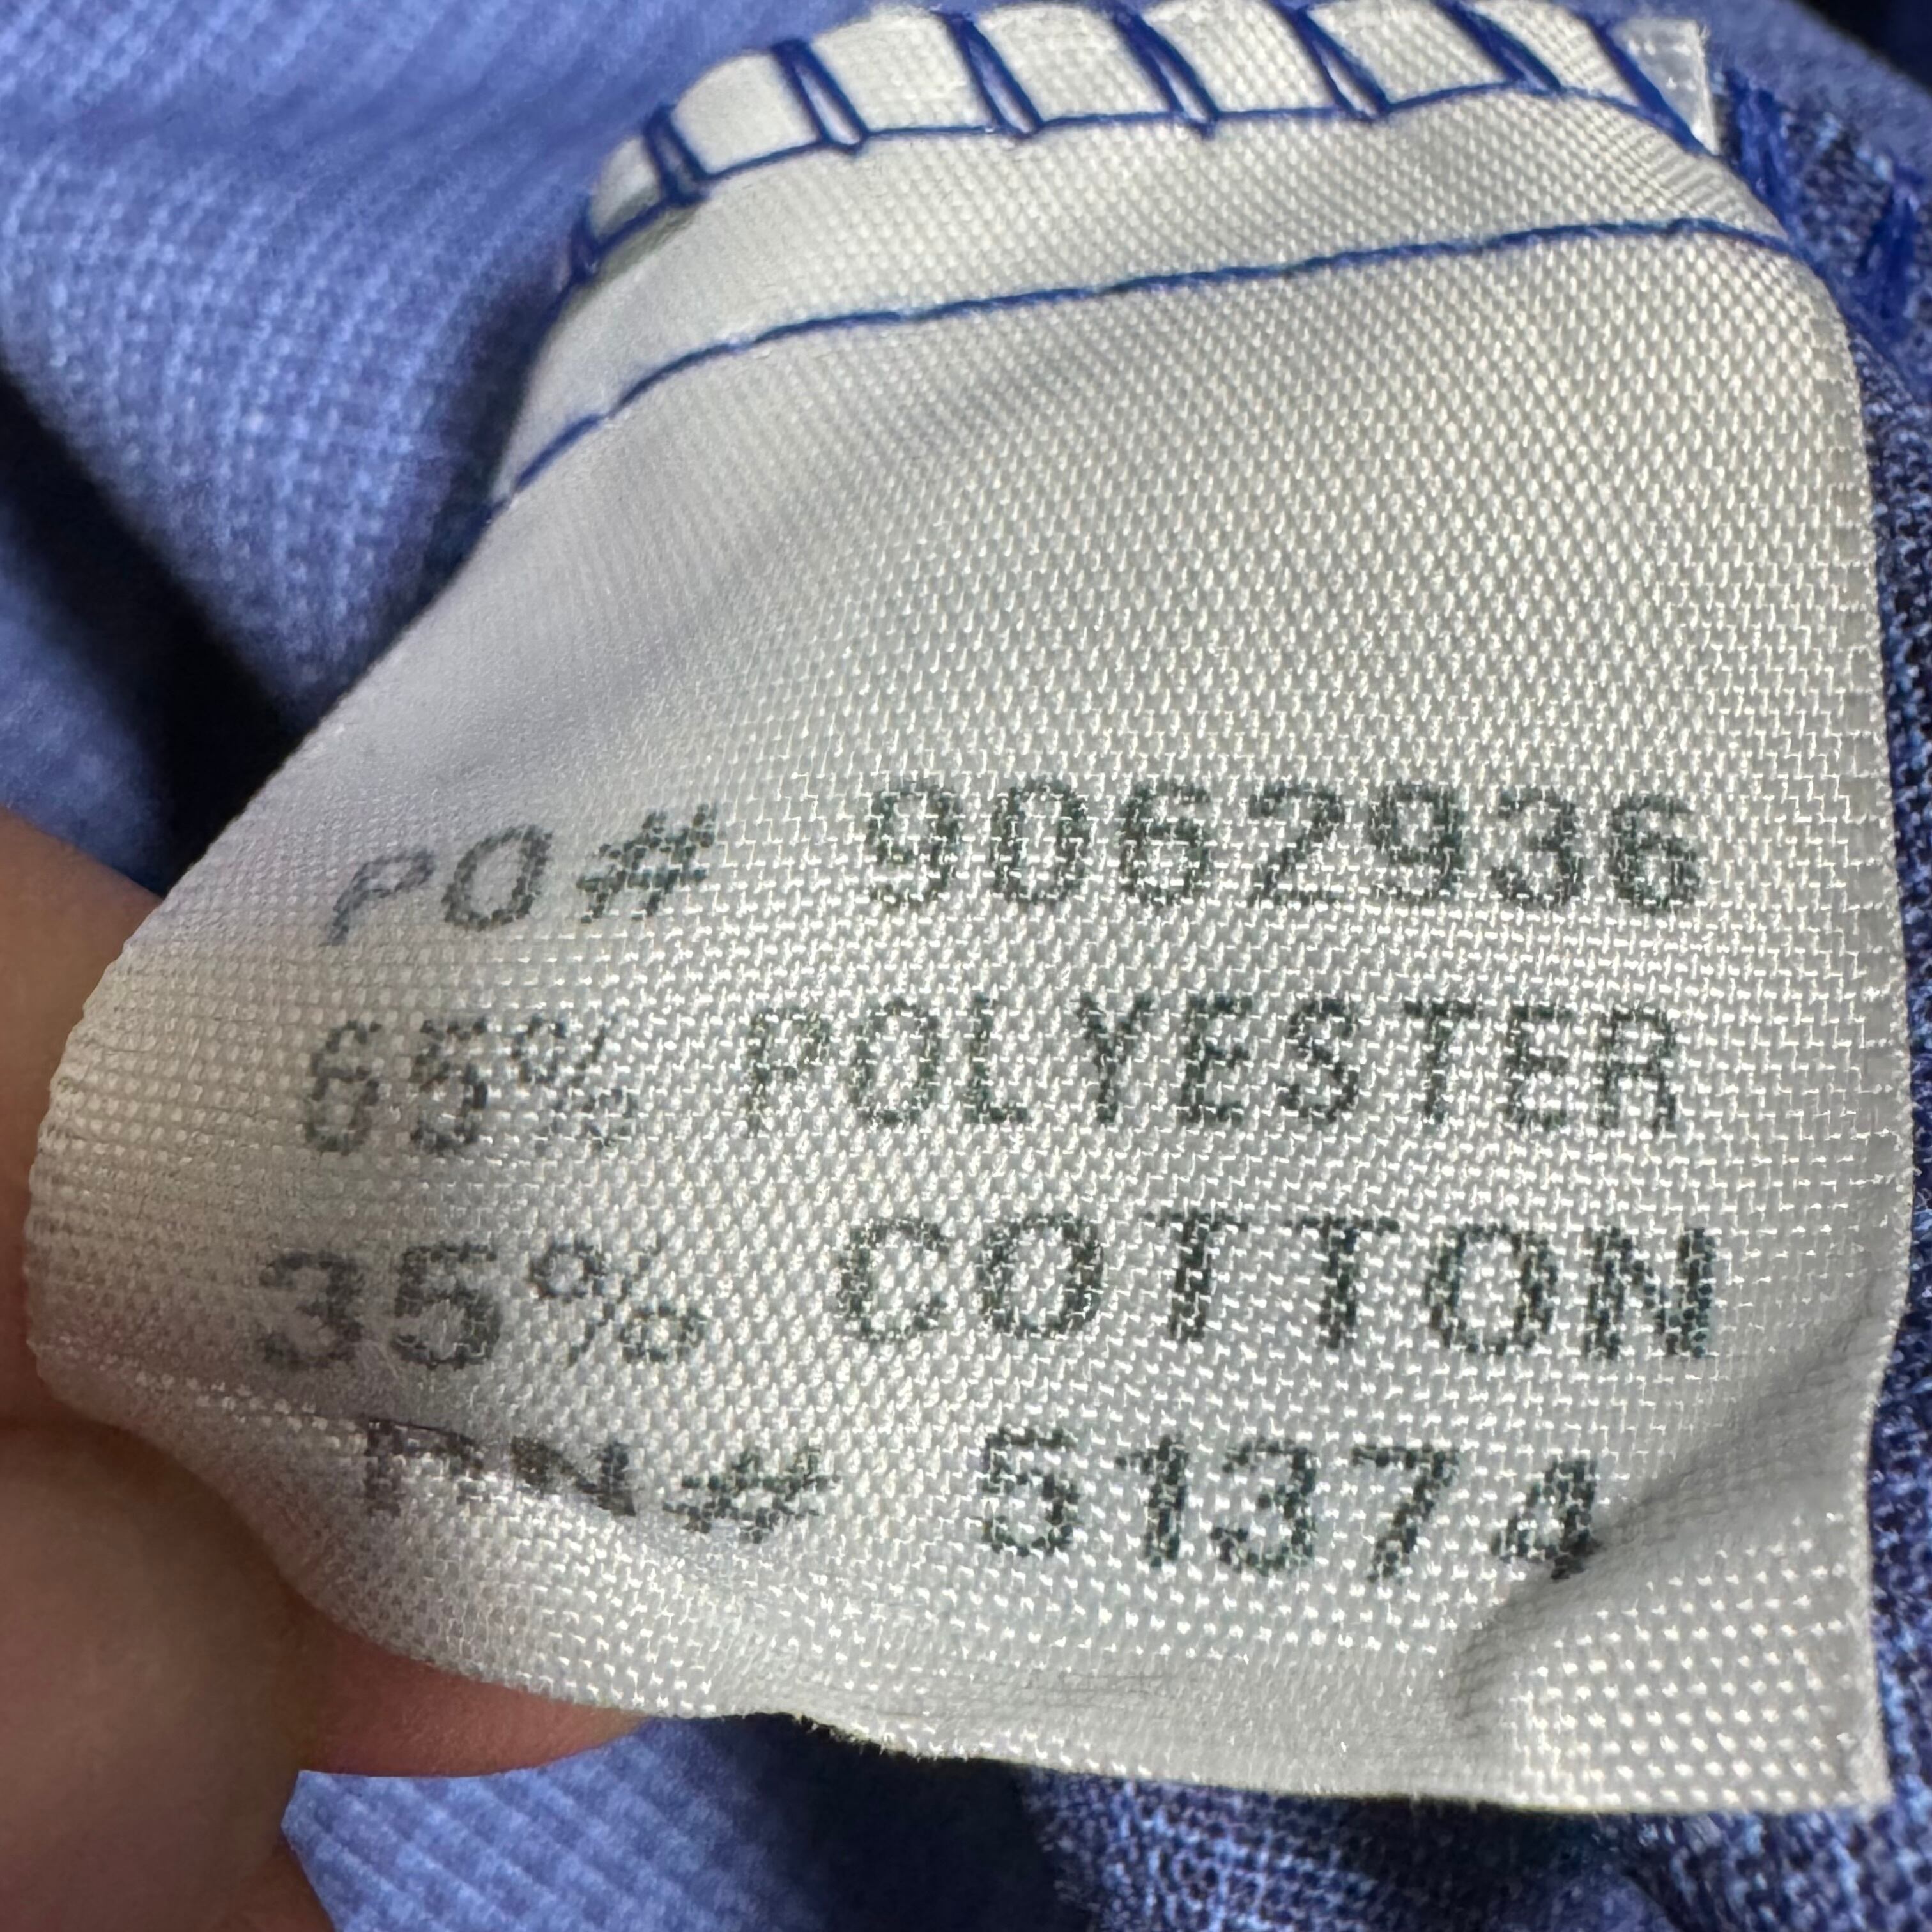 PO# 9062936
65% POLYESTER
35% COTTON
RN# 51374